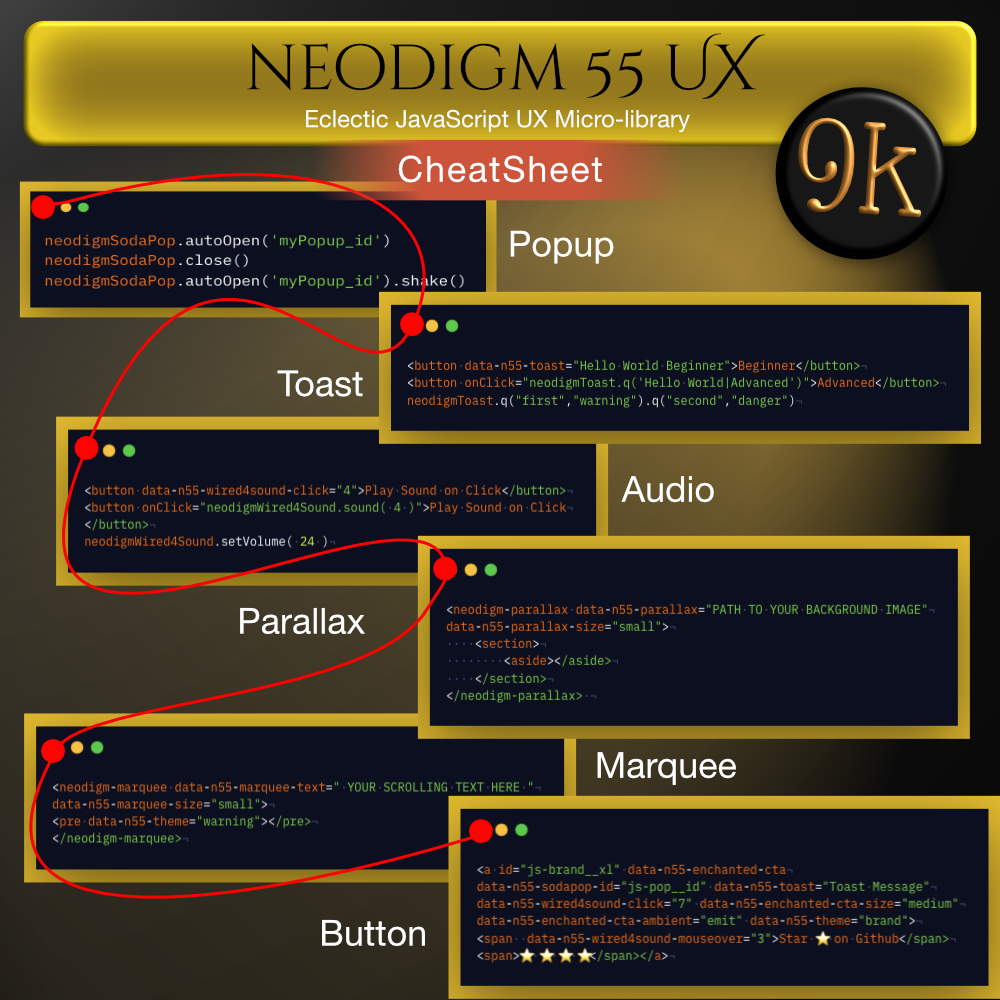 NEODIGM 55 UX
Eclectic JavaScript UX Micro-library
9k
CheatSheet
neodigmSodaPop.autoOpen('myPopup_id')
neodigmSodaPop.close()
neodigmSodaPop.autoOpen('myPopup_id').shake()
Popup
Toast
<button data-n55-toast="Hello World Beginner">Beginner</button>
<button onClick="neodigmToast.q('Hello World|Advanced')">Advanced</button>
neodigmToast.q("first","warning").q("second","danger")
<button data-n55-wired4sound-click="4">Play Sound on Click</button>
<button onClick="neodigmWired4Sound.sound( 4 )">Play Sound on Click
</button>
neodigmWired4Sound.setVolume( 24 )
Audio
Parallax
<neodigm-parallax data-n55-parallax="PATH TO YOUR BACKGROUND IMAGE"
data-n55-parallax-size="small">
    <section>
        <aside></aside>
    </section>
</neodigm-parallax>
<neodigm-marquee data-n55-marquee-text=" YOUR SCROLLING TEXT HERE "
data-n55-marquee-size="small">
<pre data-n55-theme="warning"></pre>
</neodigm-marquee>
Marquee
Button
<a id="js-brand__xl" data-n55-enchanted-cta
data-n55-sodapop-id="js-pop__id" data-n55-toast="Toast Message"
data-n55-wired4sound-click="7" data-n55-enchanted-cta-size="medium"
data-n55-enchanted-cta-ambient="emit" data-n55-theme="brand">
<span  data-n55-wired4sound-mouseover="3">Star ⭐ on Github</span>
<span>⭐⭐⭐⭐</span></a>